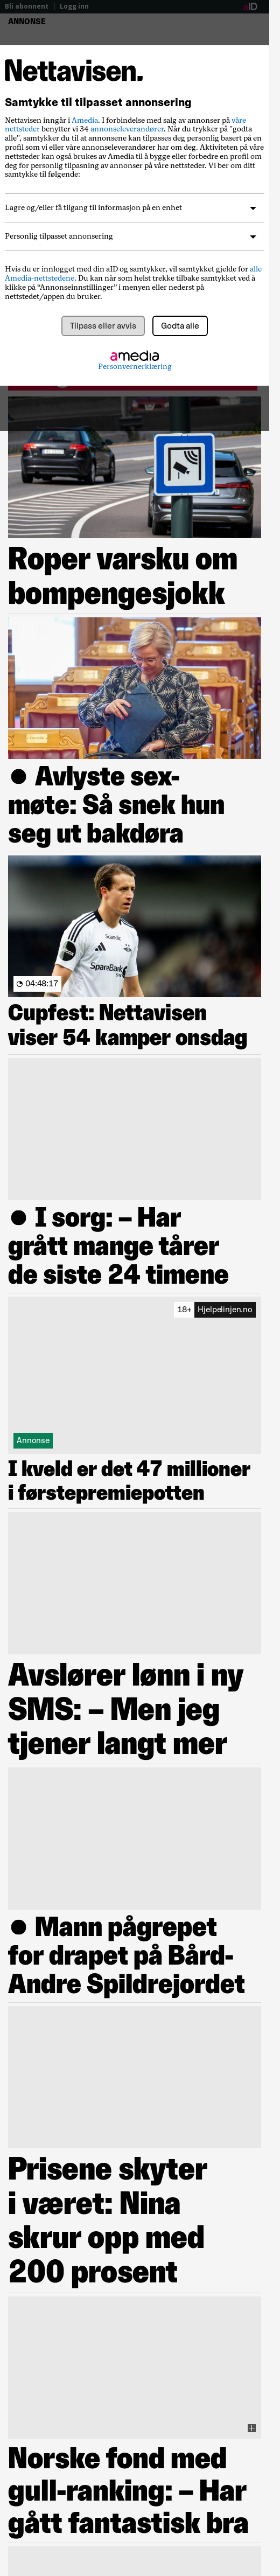 Bli abonnent | Logg inn
aID
ANNONSE
Nettavisen.
Samtykke til tilpasset annonsering
Nettavisen inngår i Amedia. I forbindelse med salg av annonser på våre
nettsteder benytter vi 34 annonseleverandører. Når du trykker på "godta
alle", samtykker du til at annonser kan tilpasses deg personlig basert på en
profil som vi eller våre annonseleverandører har om deg. Aktiviteten på våre
nettsteder kan også brukes av Amedia til å bygge eller forbedre en profil om
deg for personlig tilpasning av annonser på våre nettsteder. Vi ber om ditt
samtykke til følgende:
Lagre og/eller få tilgang til informasjon på en enhet
Personlig tilpasset annonsering
Hvis du er innlogget med din aID og samtykker, vil samtykket gjelde for alle
Amedia-nettstedene. Du kan når som helst trekke tilbake samtykket ved å
klikke på “Annonseinnstillinger” i menyen eller nederst på
nettstedet/appen du bruker.
Tilpass eller avvis
Godta alle
amedia
Personvernerklæring
Roper varsku om
bompengesjokk
● Avlyste sex-
møte: Så snek hun
seg ut bakdøra
SpareBank
04:48:17
Cupfest: Nettavisen
viser 54 kamper onsdag
● I sorg: – Har
grått mange tårer
de siste 24 timene
18+ Hjelpelinjen.no
Annonse
I kveld er det 47 millioner
i førstepremiepotten
Avslører lønn i ny
SMS: – Men jeg
tjener langt mer
● Mann pågrepet
for drapet på Bård-
Andre Spildrejordet
Prisene skyter
i været: Nina
skrur opp med
200 prosent
Norske fond med
gull-ranking: – Har
gått fantastisk bra